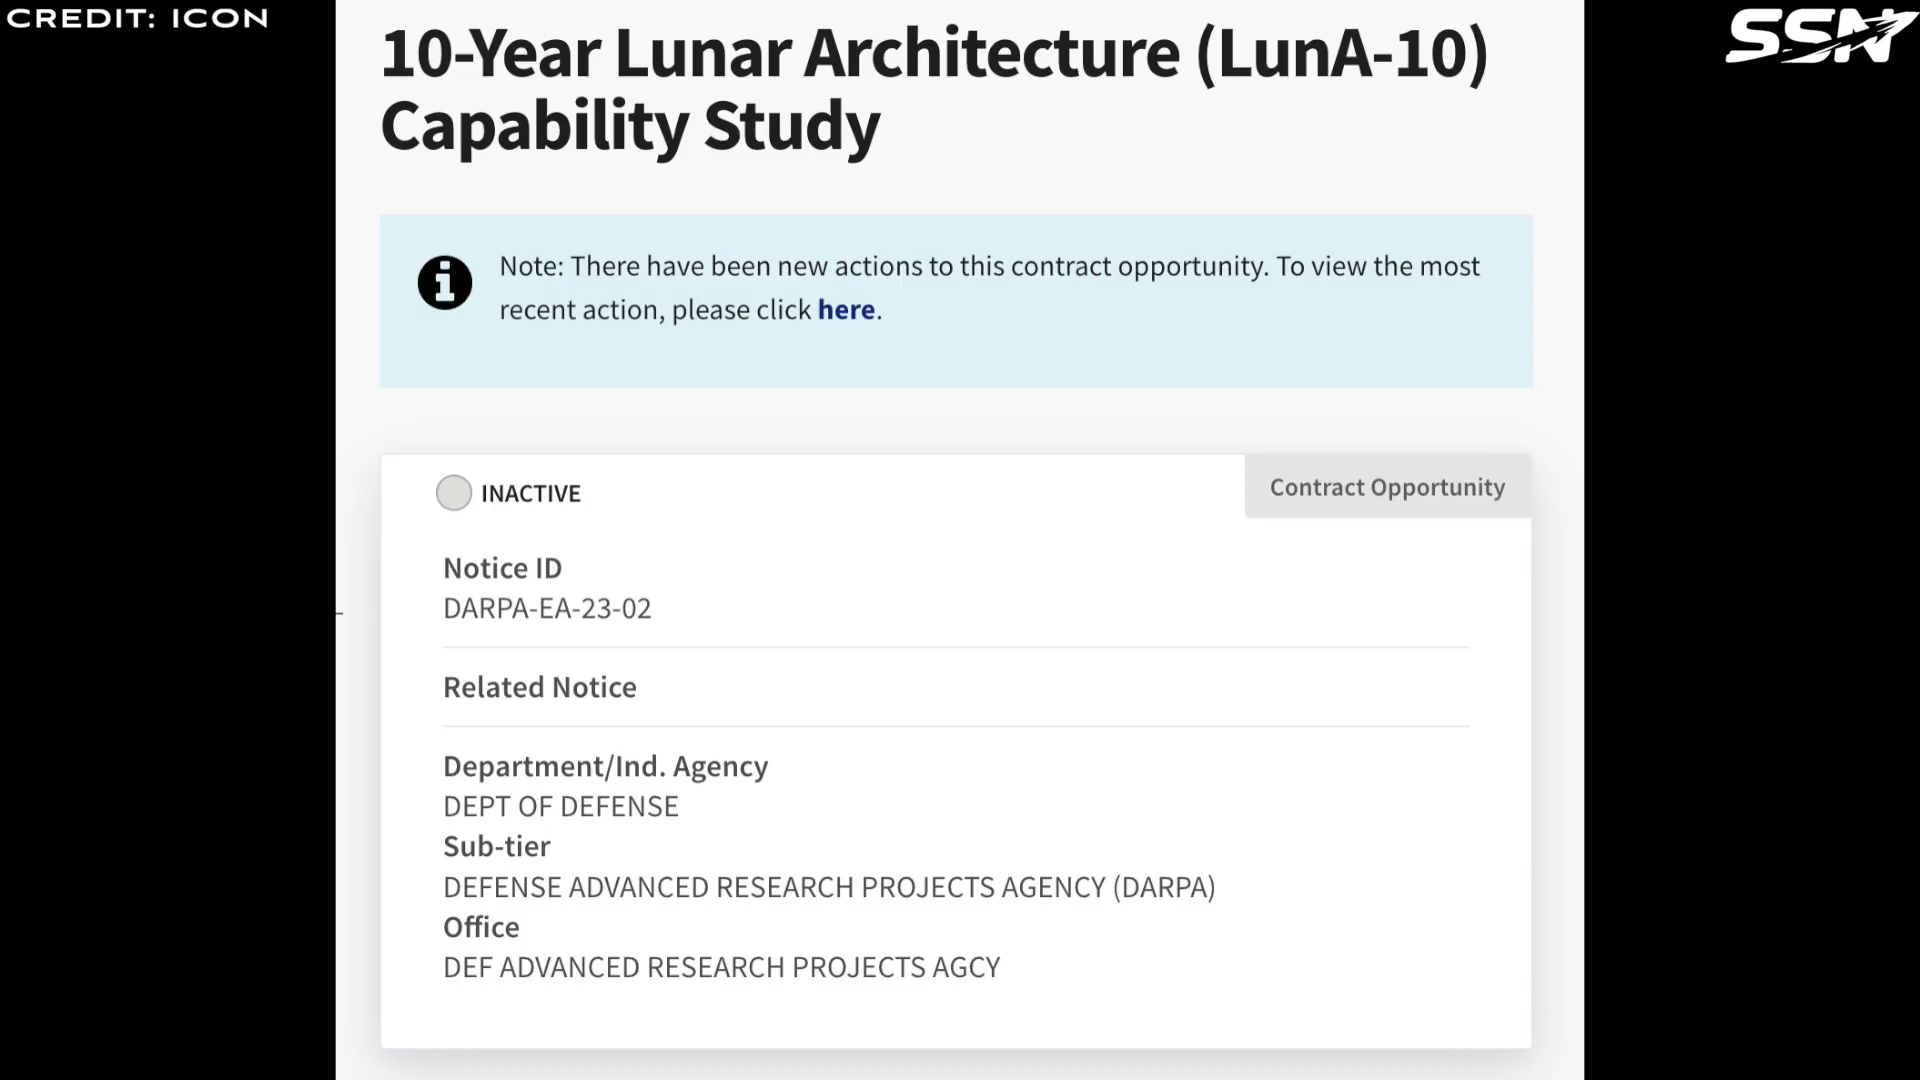 CREDIT: ICON
SSN
10-Year Lunar Architecture (LunA-10)
Capability Study
Note: There have been new actions to this contract opportunity. To view the most
recent action, please click here.
INACTIVE
Contract Opportunity
Notice ID
DARPA-EA-23-02
Related Notice
Department/Ind. Agency
DEPT OF DEFENSE
Sub-tier
DEFENSE ADVANCED RESEARCH PROJECTS AGENCY (DARPA)
Office
DEF ADVANCED RESEARCH PROJECTS AGCY